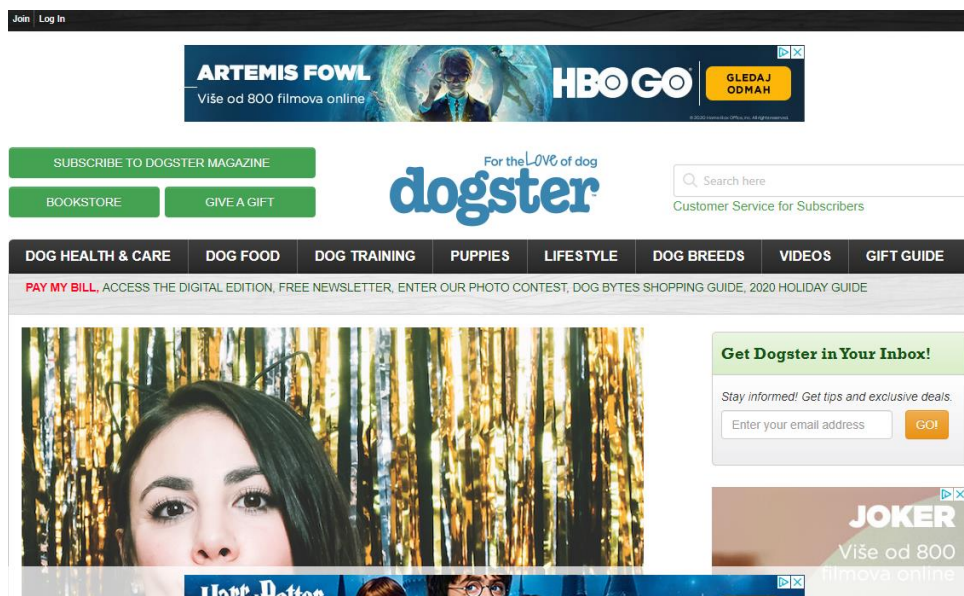 Join Log In
ARTEMIS FOWL
Više od 800 filmova online
HBO GO
GLEDAJ
ODMAH
SUBSCRIBE TO DOGSTER MAGAZINE
BOOKSTORE
GIVE A GIFT
For the LOVE of dog
dogster
Search here
Customer Service for Subscribers
DOG HEALTH & CARE DOG FOOD DOG TRAINING PUPPIES LIFESTYLE DOG BREEDS VIDEOS GIFT GUIDE
PAY MY BILL, ACCESS THE DIGITAL EDITION, FREE NEWSLETTER, ENTER OUR PHOTO CONTEST, DOG BYTES SHOPPING GUIDE, 2020 HOLIDAY GUIDE
Get Dogster in Your Inbox!
Stay informed! Get tips and exclusive deals.
Enter your email address
GO!
JOKER
Više od 800
filmova online
Harry Potter